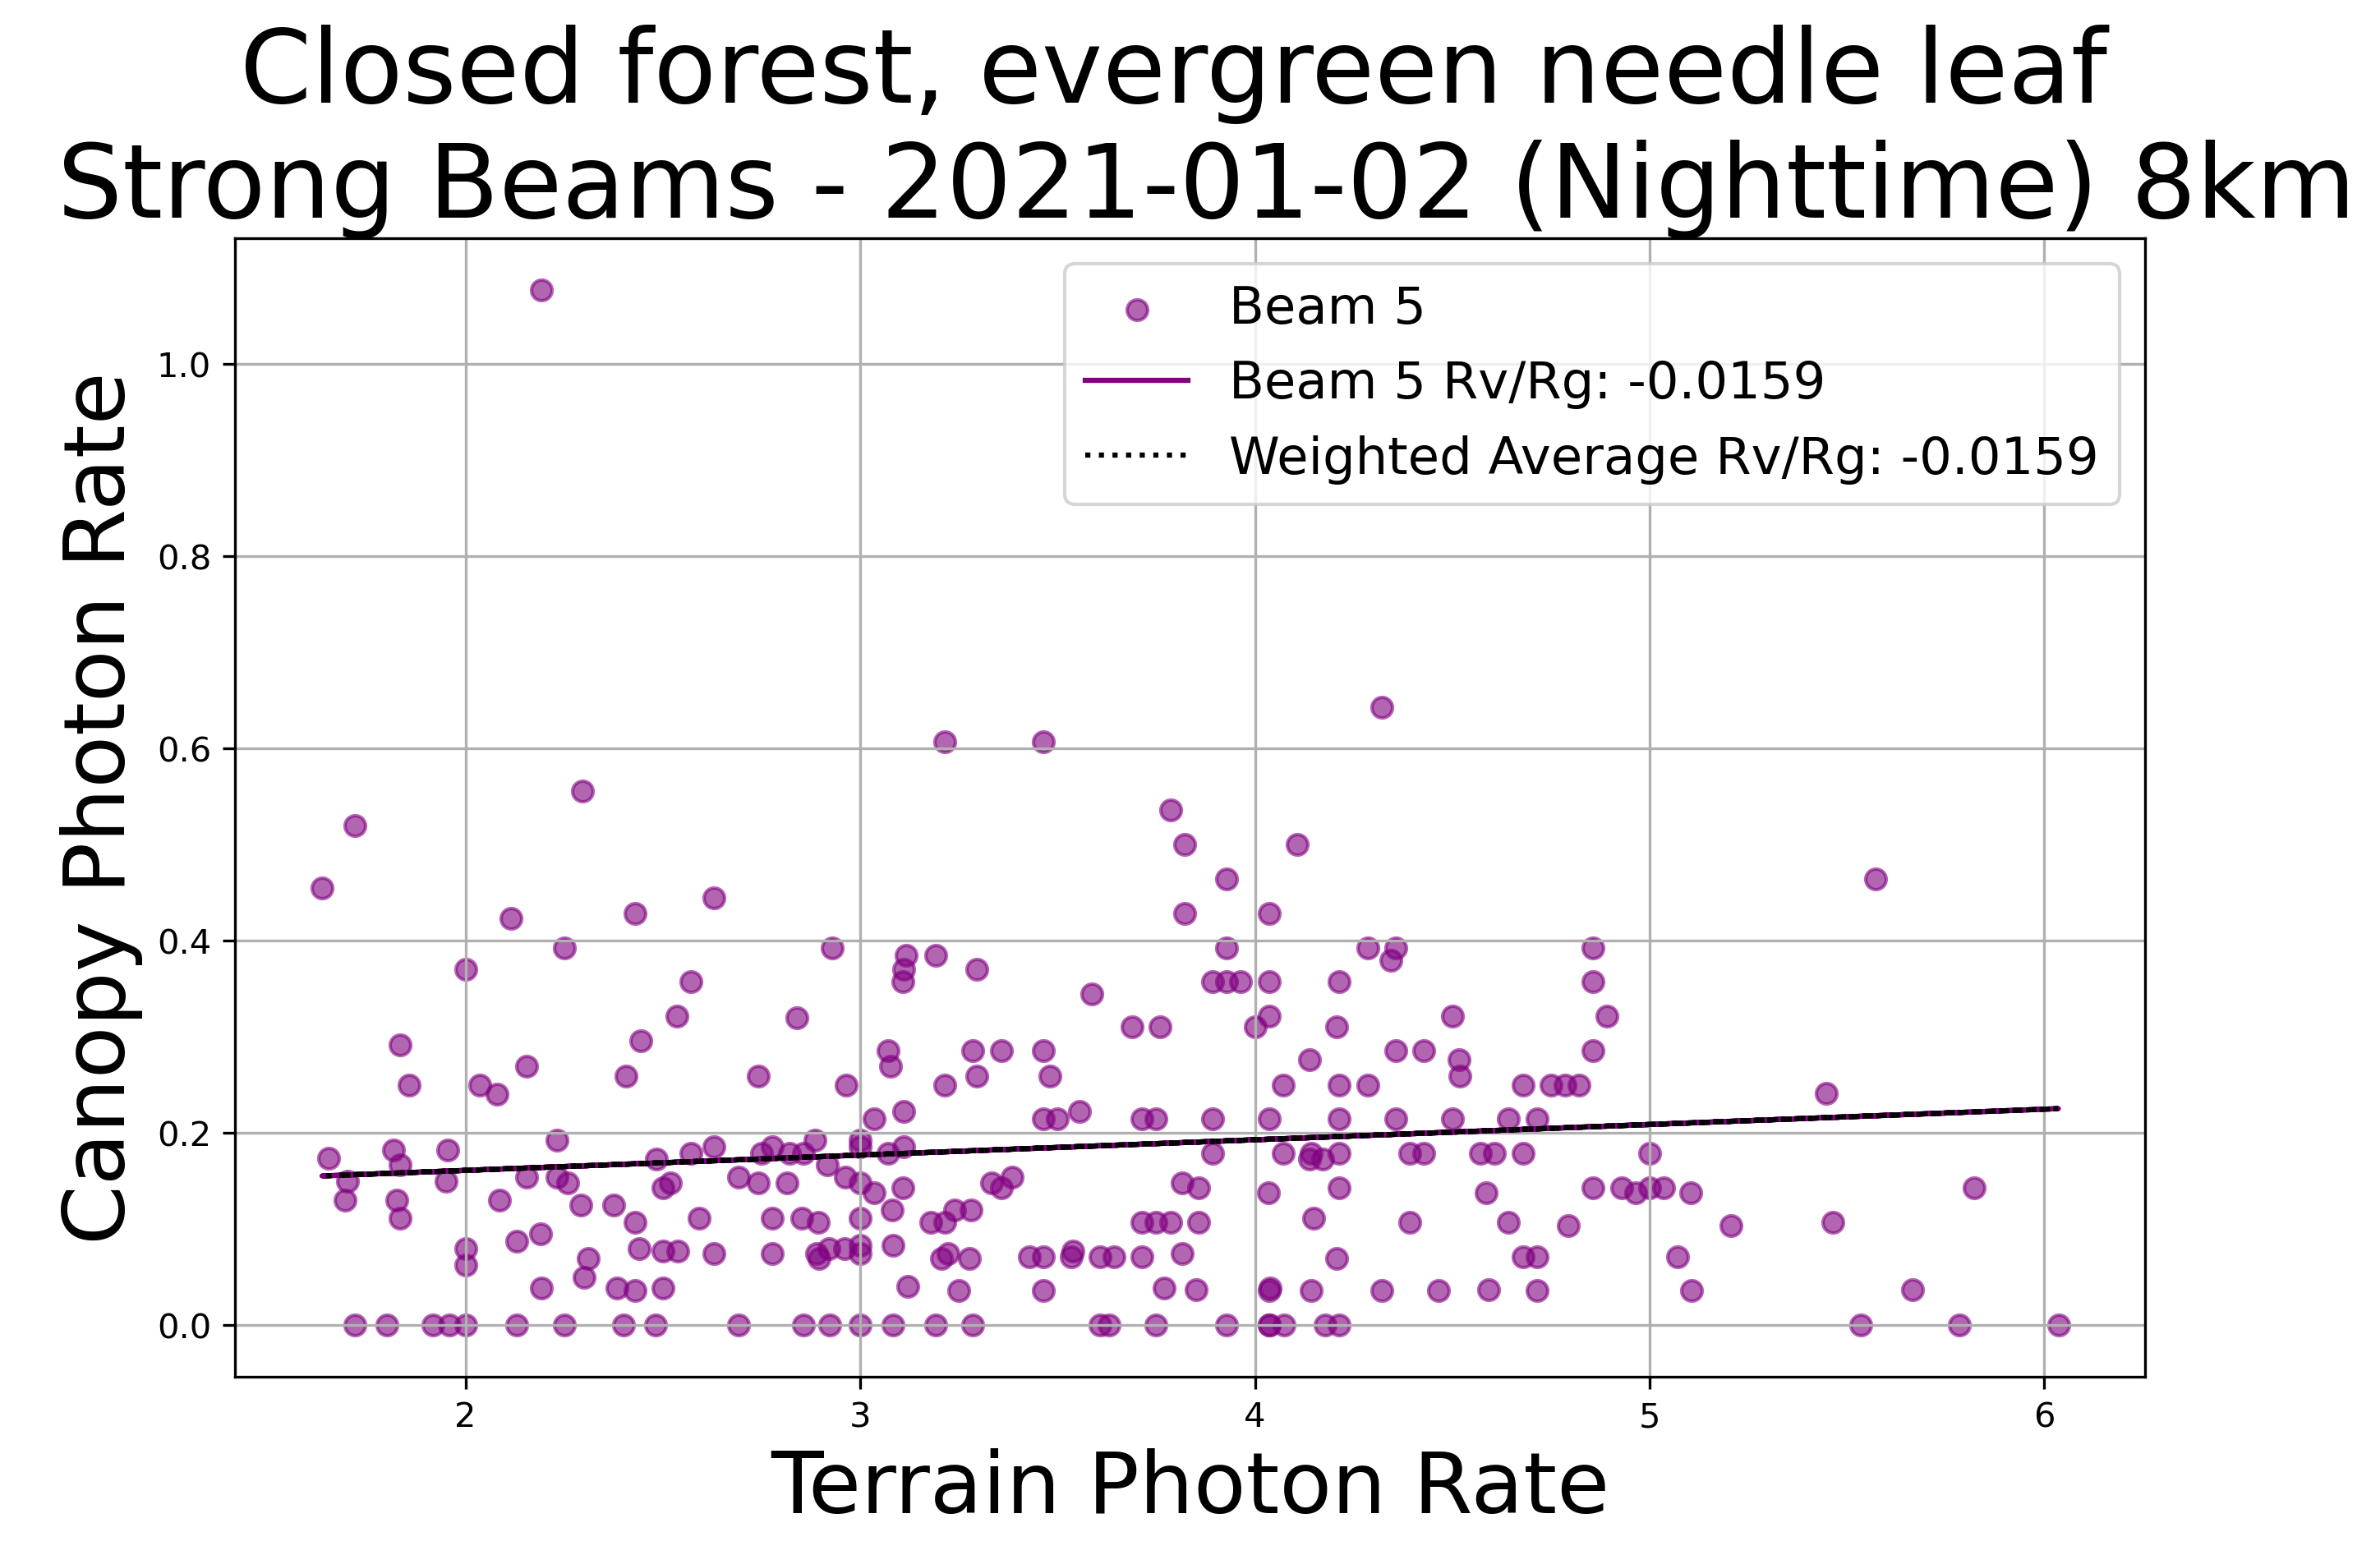 Closed forest, evergreen needle leaf
Strong Beams - 2021-01-02 (Nighttime) 8km
Beam 5
Beam 5 Rv/Rg: -0.0159
Weighted Average Rv/Rg: -0.0159
Canopy Photon Rate
1.0
0.8
0.6
0.4
0.2
0.0
2 3 4 5 6
Terrain Photon Rate